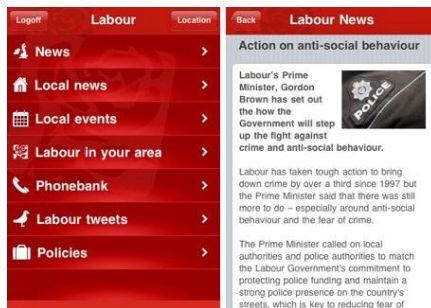 Logoff
Labour
Location
News
Local news
Local events
Labour in your area
Phonebank
Labour tweets
Policies
Back
Labour News
Action on anti-social behaviour
Labour's Prime
Minister, Gordon
Brown has set out
the how the
Government will step
up the fight against
crime and anti-social behaviour.
POLICE
Labour has taken tough action to bring
down crime by over a third since 1997 but
the Prime Minister said that there was still
more to do – especially around anti-social
behaviour and the fear of crime.
The Prime Minister called on local
authorities and police authorities to match
the Labour Government's commitment to
protecting police funding and maintain a
strong police presence on the country's
streets, which is key to reducing fear of